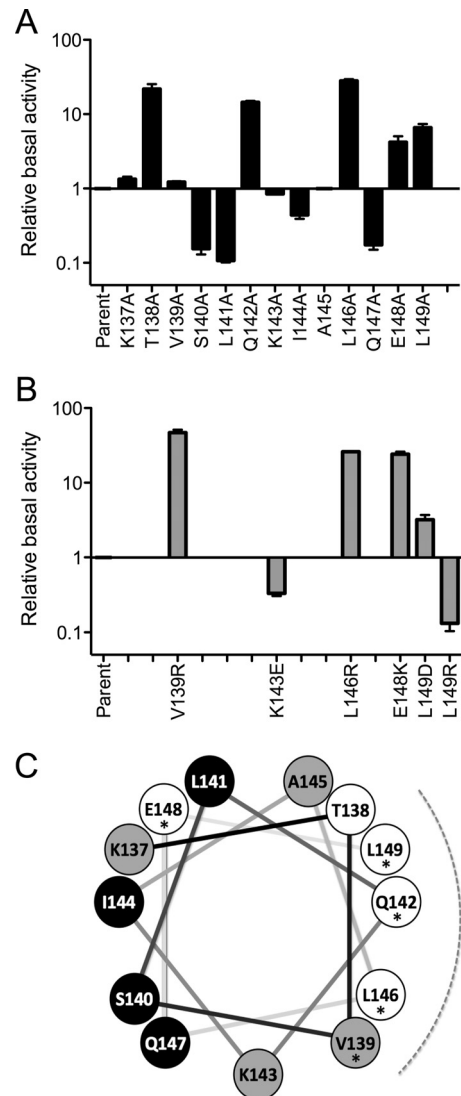 A
Relative basal activity
100
10
1
0.1
Parent
K137A
T138A
V139A
S140A
L141A
Q142A
K143A
I144A
A145
L146A
Q147A
E148A
L149A
B
Relative basal activity
100
10
1
0.1
Parent
V139R
K143E
L146R
E148K
L149D
L149R
C
L141
A145
E148
*
T138
K137
L149
*
I144
Q142
*
S140
L146
*
Q147
V139
*
K143